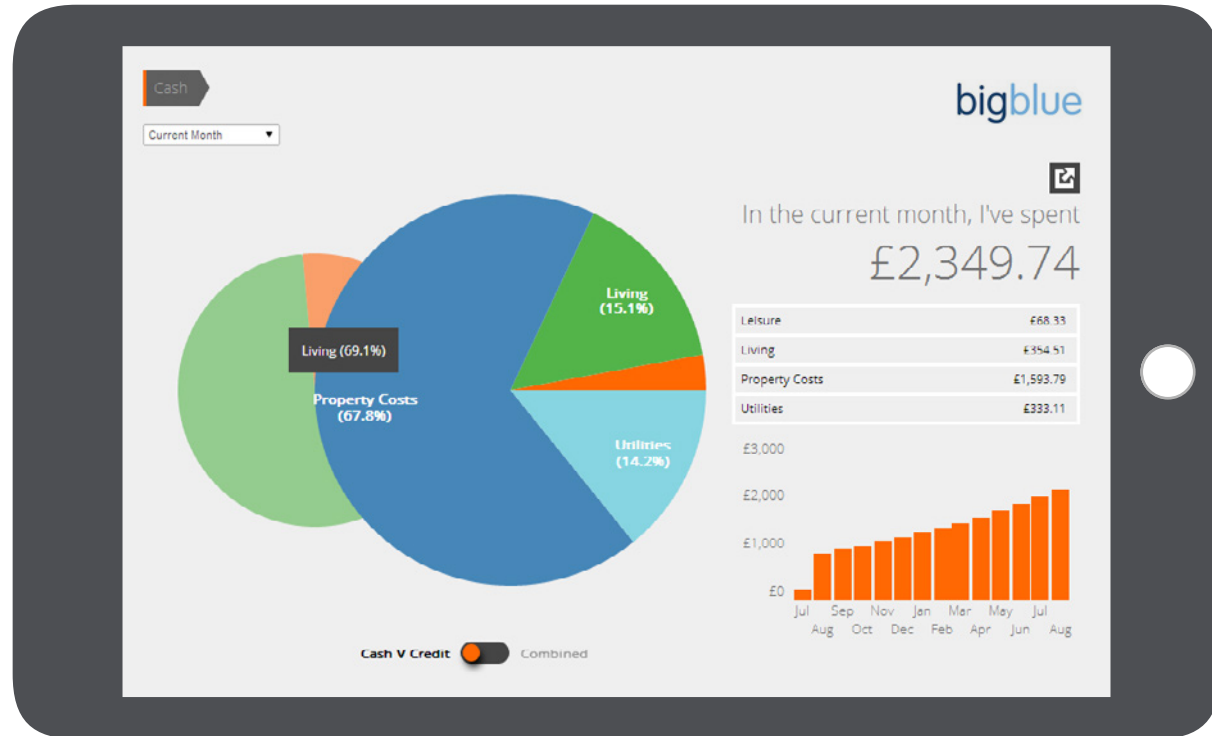 Cash
bigblue
Current Month
In the current month, I've spent
£2,349.74
Living
(15.1%)
Living (69.1%)
Property Costs
(67.8%)
Utilities
(14.2%)
Leisure £68.33
Living £354.51
Property Costs £1,593.79
Utilities £333.11
£3,000
£2,000
£1,000
£0
Jul Sep Nov Jan Mar May Jul
Aug Oct Dec Feb Apr Jun Aug
Cash V Credit Combined